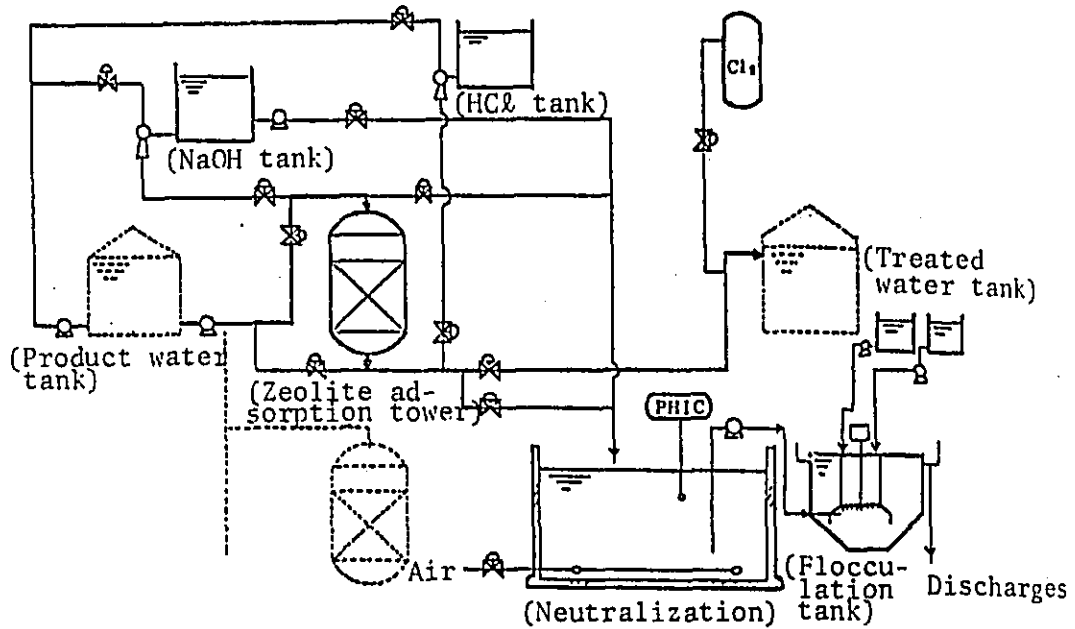 Cl₂
(HCℓ tank)
(NaOH tank)
(Treated
water tank)
(Product water
tank)
(Zeolite ad-
sorption tower)
PHIC
Air
(Neutralization)
(Floccu-
lation
tank)
Discharges